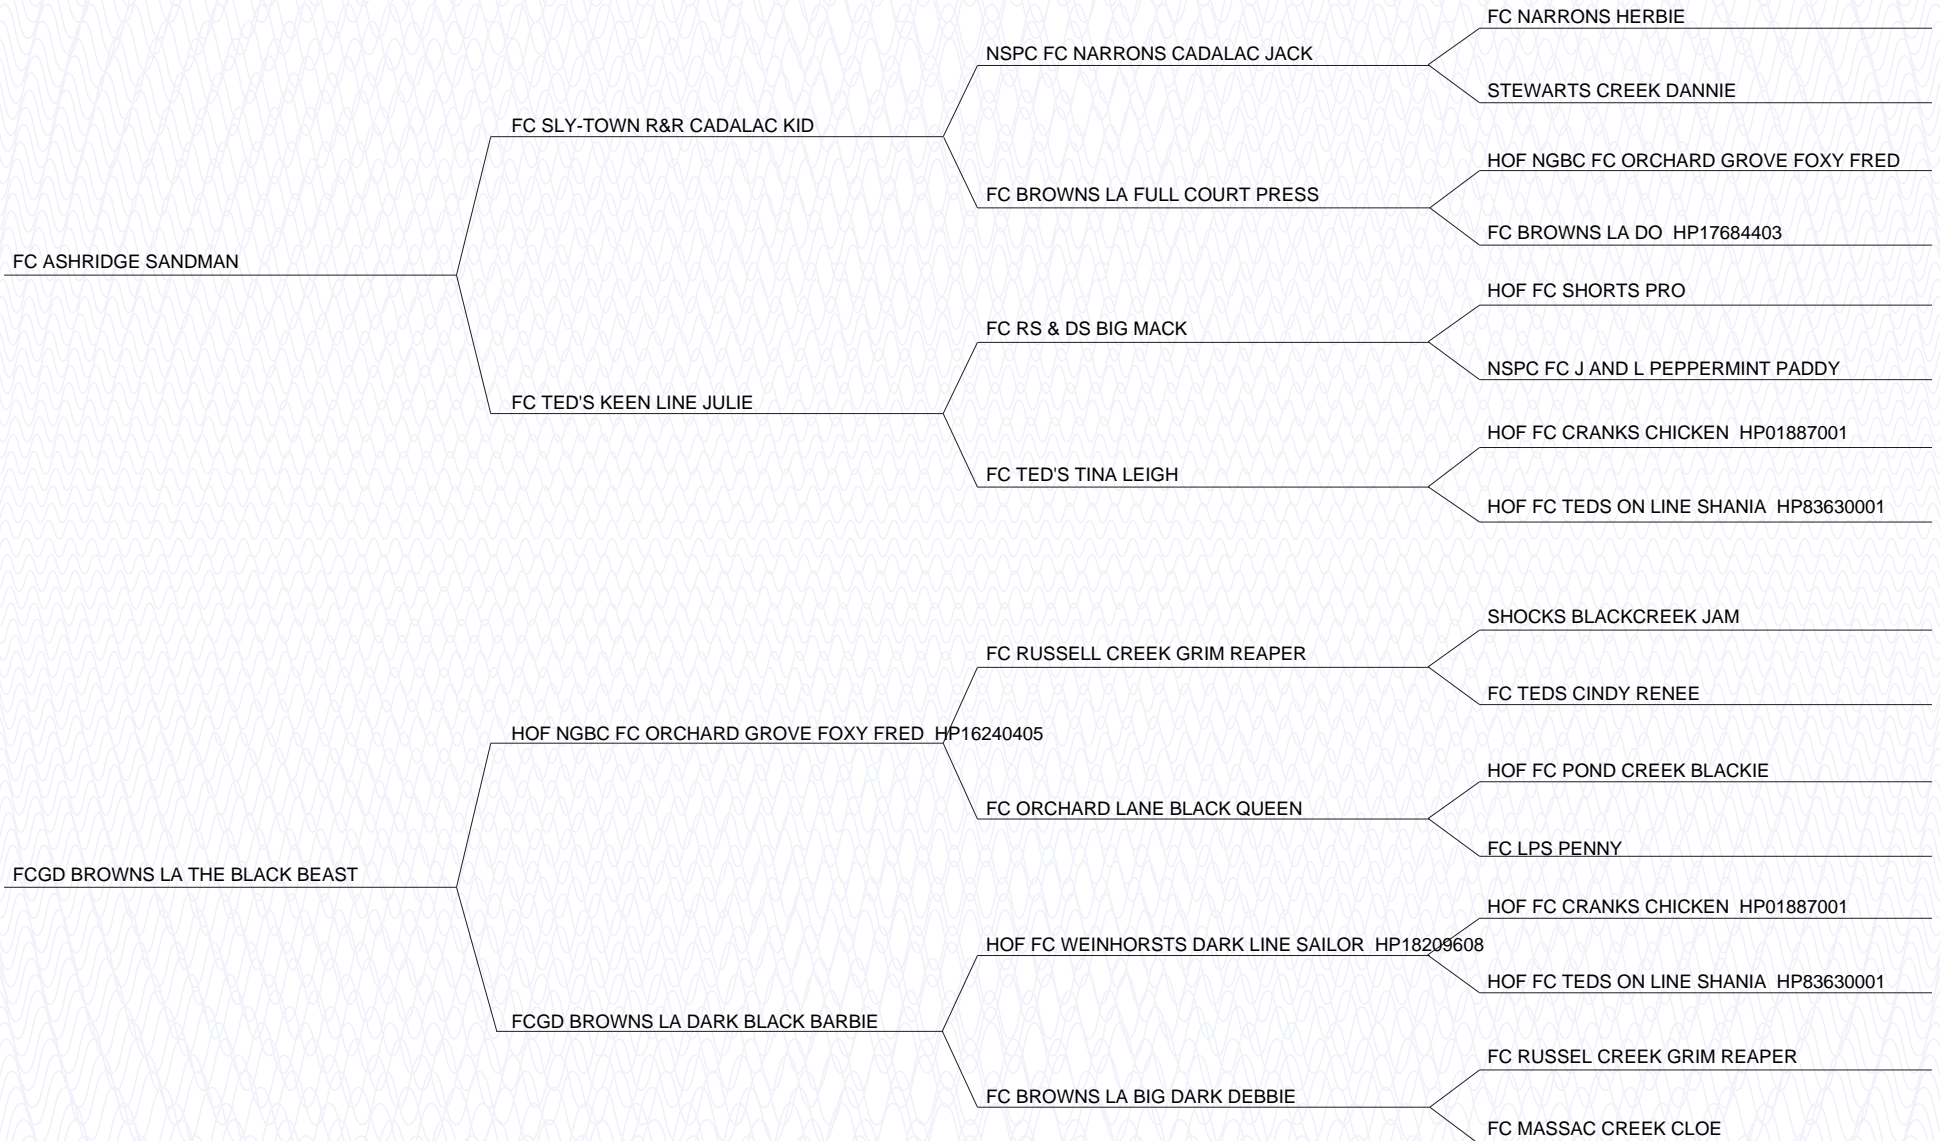 FC NARRONS HERBIE
NSPC FC NARRONS CADALAC JACK
STEWARTS CREEK DANNIE
FC SLY-TOWN R&R CADALAC KID
HOF NGBC FC ORCHARD GROVE FOXY FRED
FC BROWNS LA FULL COURT PRESS
FC BROWNS LA DO HP17684403
FC ASHRIDGE SANDMAN
HOF FC SHORTS PRO
FC RS & DS BIG MACK
NSPC FC J AND L PEPPERMINT PADDY
FC TED'S KEEN LINE JULIE
HOF FC CRANKS CHICKEN HP01887001
FC TED'S TINA LEIGH
HOF FC TEDS ON LINE SHANIA HP83630001
SHOCKS BLACKCREEK JAM
FC RUSSELL CREEK GRIM REAPER
FC TEDS CINDY RENEE
HOF NGBC FC ORCHARD GROVE FOXY FRED HP16240405
HOF FC POND CREEK BLACKIE
FC ORCHARD LANE BLACK QUEEN
FC LPS PENNY
FCGD BROWNS LA THE BLACK BEAST
HOF FC CRANKS CHICKEN HP01887001
HOF FC WEINHORSTS DARK LINE SAILOR HP18209608
HOF FC TEDS ON LINE SHANIA HP83630001
FCGD BROWNS LA DARK BLACK BARBIE
FC RUSSEL CREEK GRIM REAPER
FC BROWNS LA BIG DARK DEBBIE
FC MASSAC CREEK CLOE